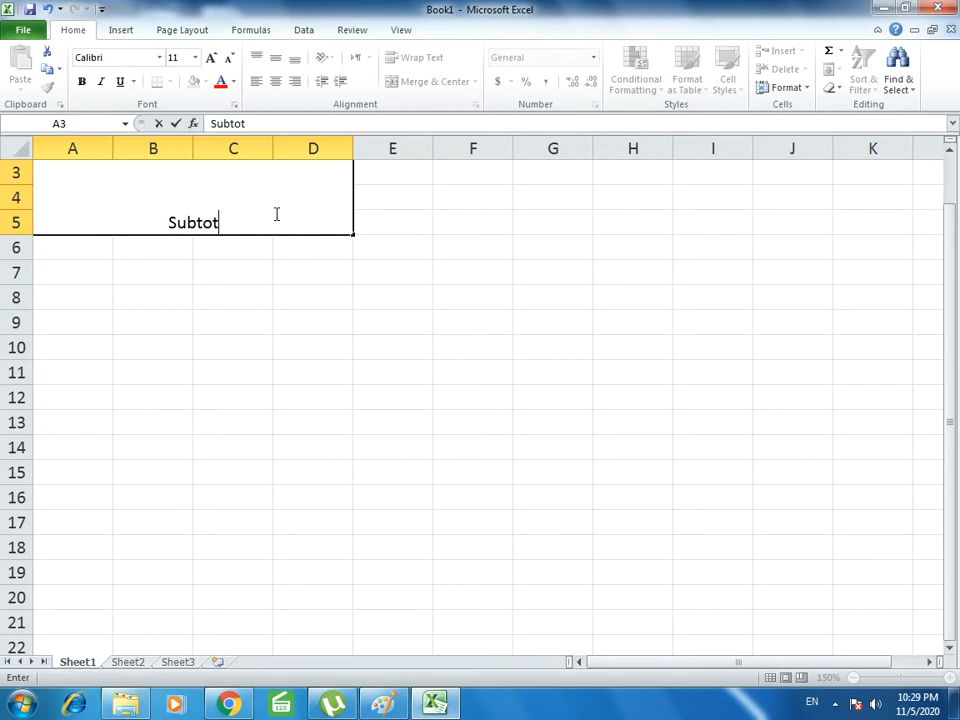 Book1 - Microsoft Excel
File Home Insert Page Layout Formulas Data Review View
Calibri 11 Wrap Text General Insert
Paste Merge & Center Conditional Formatting Format as Table Cell Styles Delete Sort & Filter Find & Select
Format
Clipboard Font Alignment Number Styles Cells Editing
A3 Subtot
A B C D E F G H I J K
3
4
5 Subtot
6
7
8
9
10
11
12
13
14
15
16
17
18
19
20
21
22
Sheet1 Sheet2 Sheet3
Enter 150%
EN 10:29 PM
11/5/2020